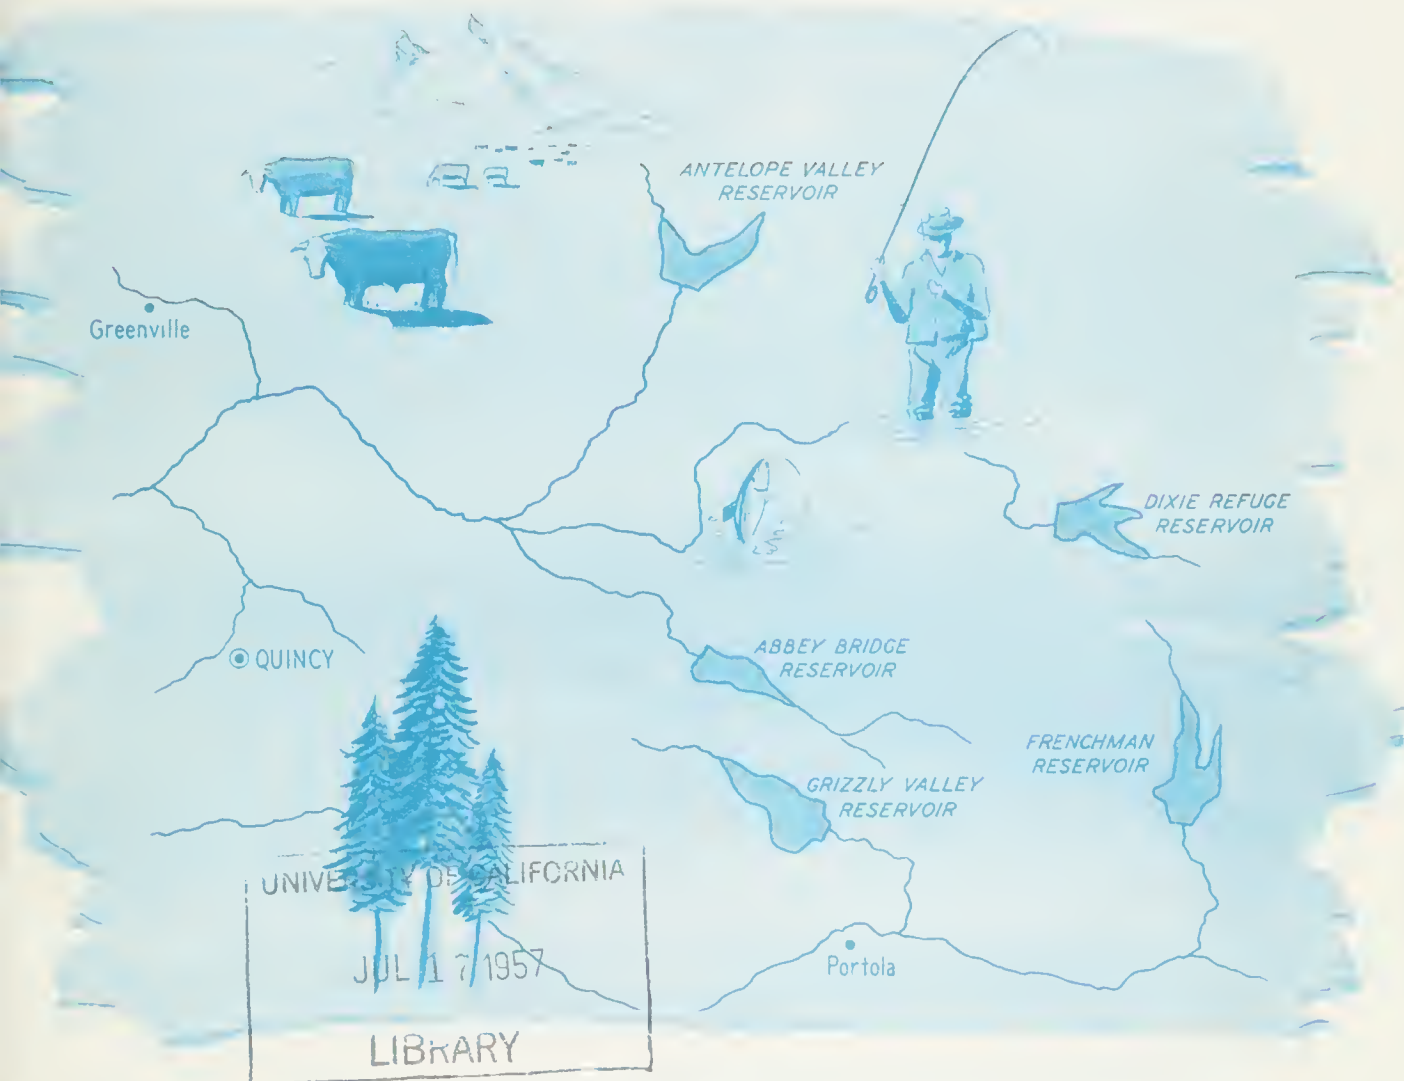 ANTELOPE VALLEY
RESERVOIR
Greenville
DIXIE REFUGE
RESERVOIR
QUINCY
ABBEY BRIDGE
RESERVOIR
FRENCHMAN
RESERVOIR
GRIZZLY VALLEY
RESERVOIR
Portola
UNIVERSITY OF CALIFORNIA
JUL 17 1957
LIBRARY